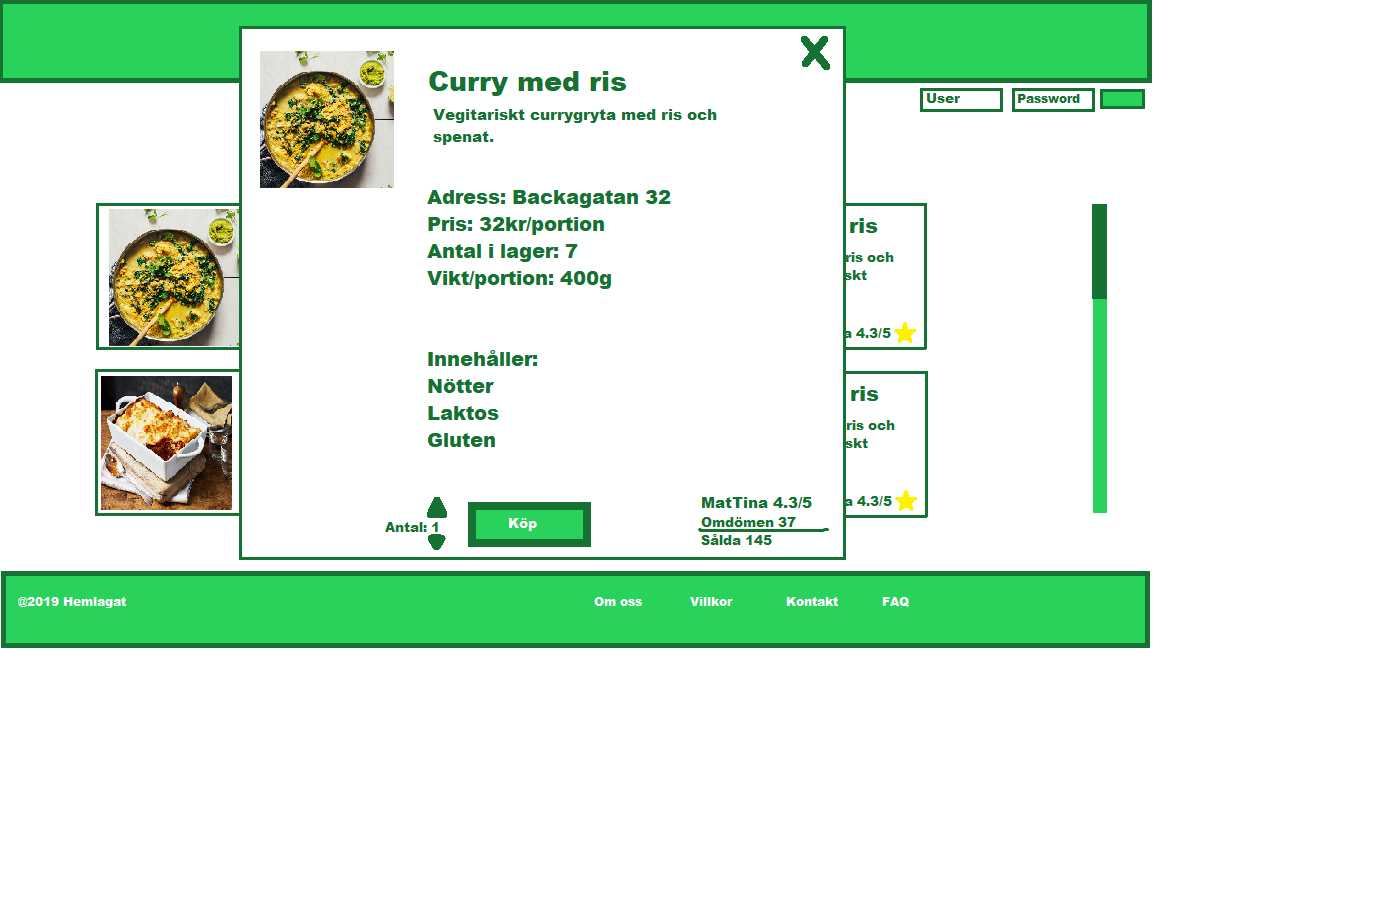 User
Password
Curry med ris
Vegitariskt currygryta med ris och
spenat.
Adress: Backagatan 32
Pris: 32kr/portion
Antal i lager: 7
Vikt/portion: 400g
Innehåller:
Nötter
Laktos
Gluten
Antal: 1
Köp
MatTina 4.3/5
Omdömen 37
Sålda 145
ris
ris och
skt
a 4.3/5
ris
ris och
skt
a 4.3/5
@2019 Hemlagat
Om oss
Villkor
Kontakt
FAQ